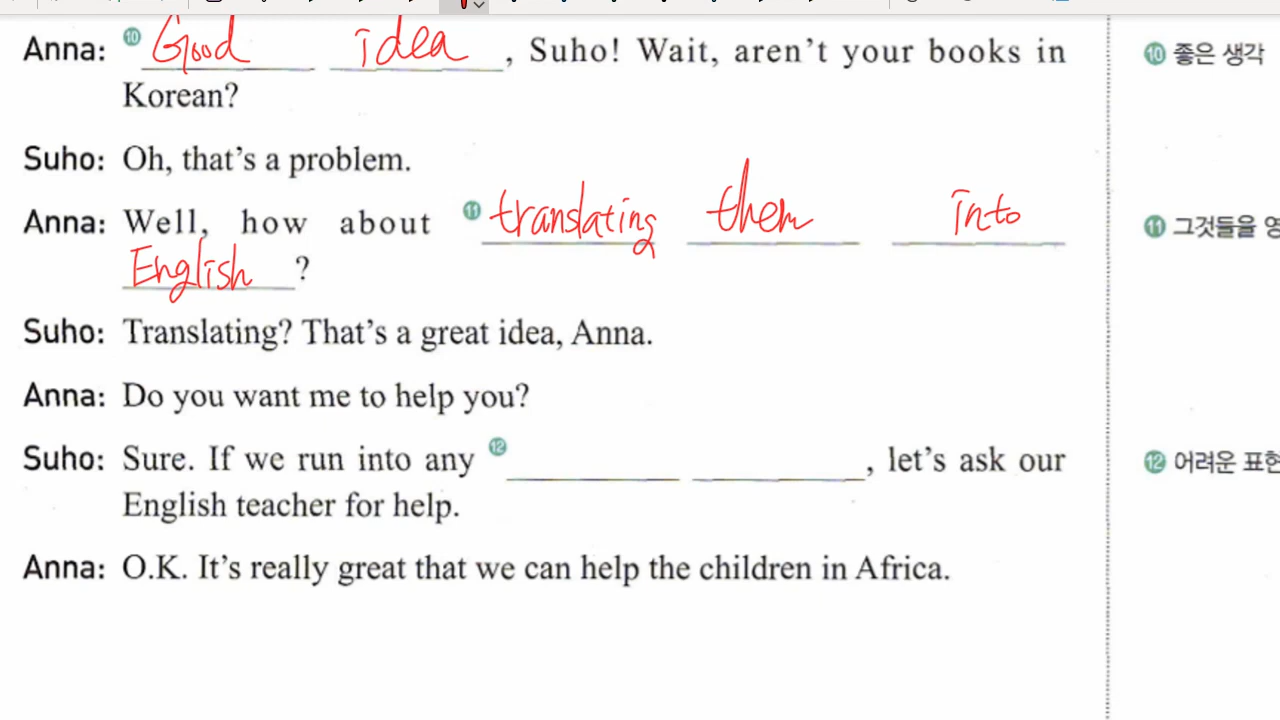 Anna: ⑩ Good idea, Suho! Wait, aren't your books in
Korean?
⑩ 좋은 생각
Suho: Oh, that's a problem.
Anna: Well, how about ⑪ translating them into
English?
⑪ 그것들을 영
Suho: Translating? That's a great idea, Anna.
Anna: Do you want me to help you?
Suho: Sure. If we run into any ⑫ , let's ask our
English teacher for help.
⑫ 어려운 표현
Anna: O.K. It's really great that we can help the children in Africa.